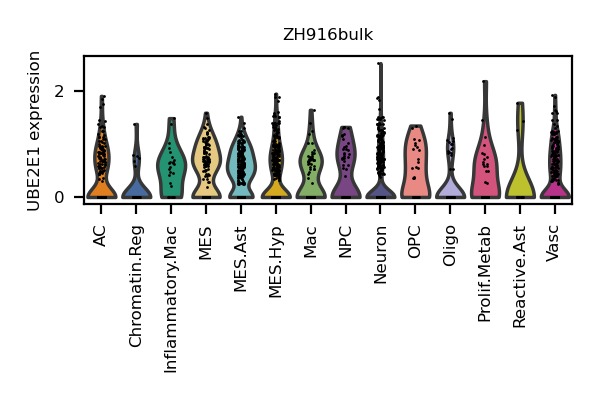 ZH916bulk
UBE2E1 expression
2
0
AC
Chromatin.Reg
Inflammatory.Mac
MES
MES.Ast
MES.Hyp
Mac
NPC
Neuron
OPC
Oligo
Prolif.Metab
Reactive.Ast
Vasc